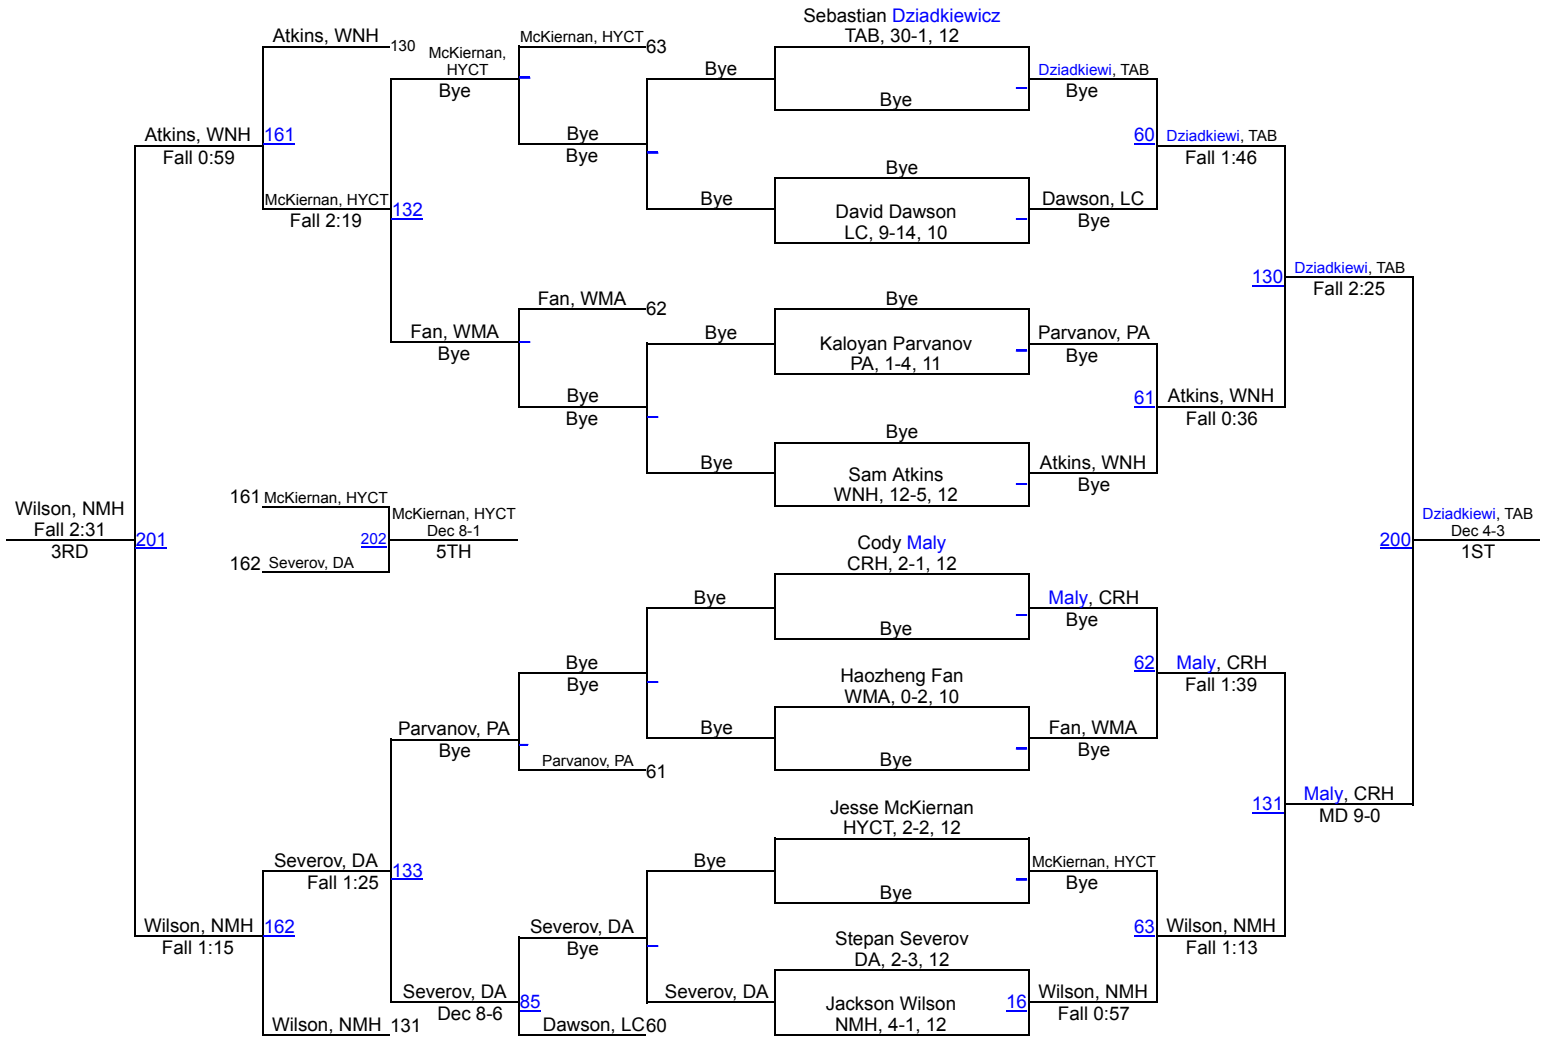 Sebastian Dziadkiewicz
TAB, 30-1, 12
Bye
Bye
David Dawson
LC, 9-14, 10
Bye
Kaloyan Parvanov
PA, 1-4, 11
Bye
Sam Atkins
WNH, 12-5, 12
Cody Maly
CRH, 2-1, 12
Bye
Haozheng Fan
WMA, 0-2, 10
Bye
Jesse McKiernan
HYCT, 2-2, 12
Bye
Stepan Severov
DA, 2-3, 12
Jackson Wilson
NMH, 4-1, 12
16
Dziadkiewi, TAB
Bye
60
Dawson, LC
Bye
Parvanov, PA
Bye
61
Atkins, WNH
Bye
Maly, CRH
Bye
62
Fan, WMA
Bye
McKiernan, HYCT
Bye
63
Wilson, NMH
Fall 0:57
Dziadkiewi, TAB
Fall 1:46
130
Atkins, WNH
Fall 0:36
Maly, CRH
Fall 1:39
131
Wilson, NMH
Fall 1:13
Dziadkiewi, TAB
Fall 2:25
200
Maly, CRH
MD 9-0
Dziadkiewi, TAB
Dec 4-3
1ST
Bye
Bye
Bye
Bye
Bye
Bye
Bye
Severov, DA
McKiernan, HYCT
63
Bye
Bye
Fan, WMA
62
Bye
Bye
Bye
Bye
Parvanov, PA
61
Severov, DA
Bye
85
Dawson, LC
60
McKiernan,
HYCT
Bye
132
Fan, WMA
Bye
Parvanov, PA
Bye
133
Severov, DA
Dec 8-6
Atkins, WNH
130
161
McKiernan, HYCT
Fall 2:19
Severov, DA
Fall 1:25
162
Wilson, NMH
131
Atkins, WNH
Fall 0:59
201
Wilson, NMH
Fall 1:15
Wilson, NMH
Fall 2:31
3RD
161
McKiernan, HYCT
202
162
Severov, DA
McKiernan, HYCT
Dec 8-1
5TH